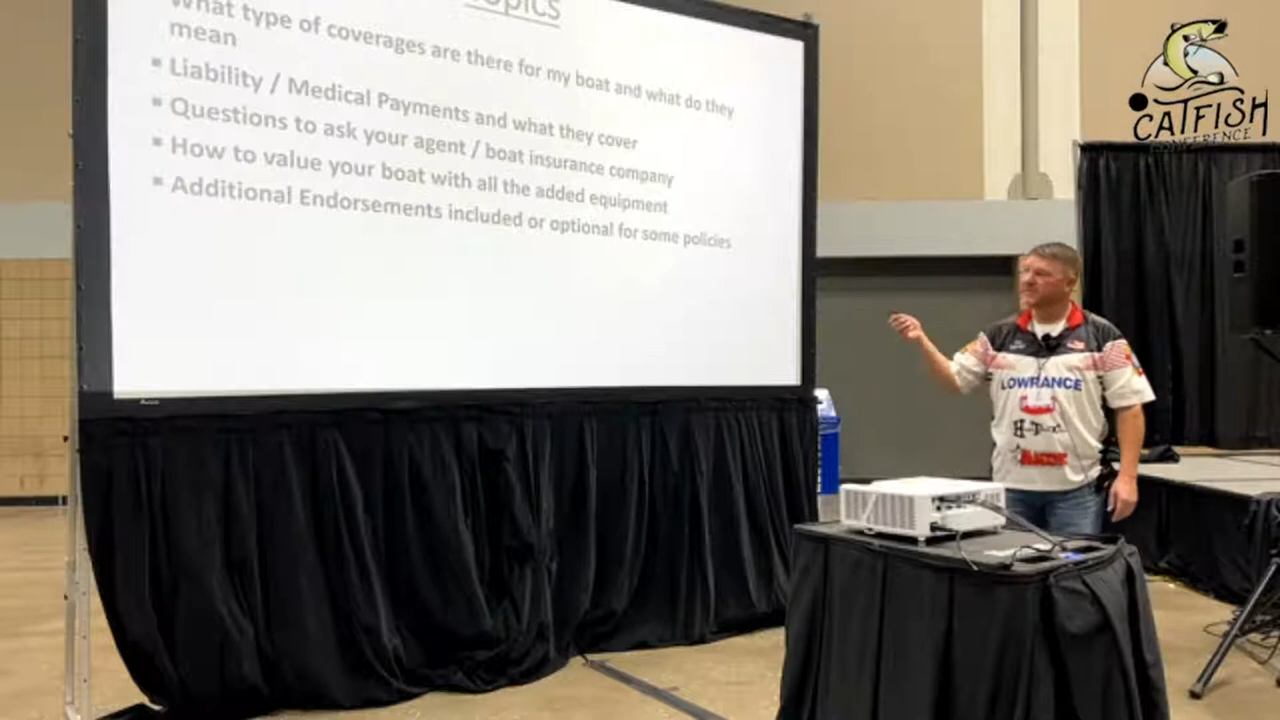 What type of coverages are there for my boat and what do they
mean
▪ Liability / Medical Payments and what they cover
▪ Questions to ask your agent / boat insurance company
▪ How to value your boat with all the added equipment
▪ Additional Endorsements included or optional for some policies
CATFISH
CONFERENCE
LOWRANCE